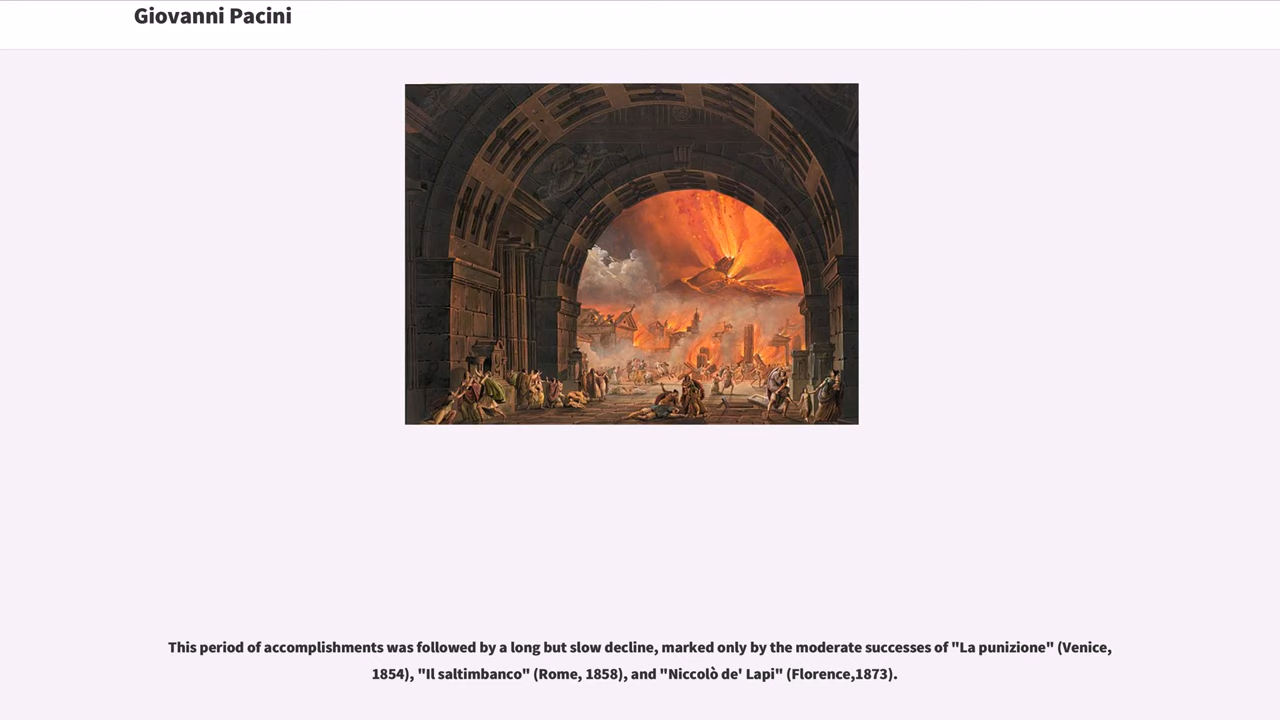 Giovanni Pacini
This period of accomplishments was followed by a long but slow decline, marked only by the moderate successes of "La punizione" (Venice,
1854), "Il saltimbanco" (Rome, 1858), and "Niccolò de' Lapi" (Florence,1873).